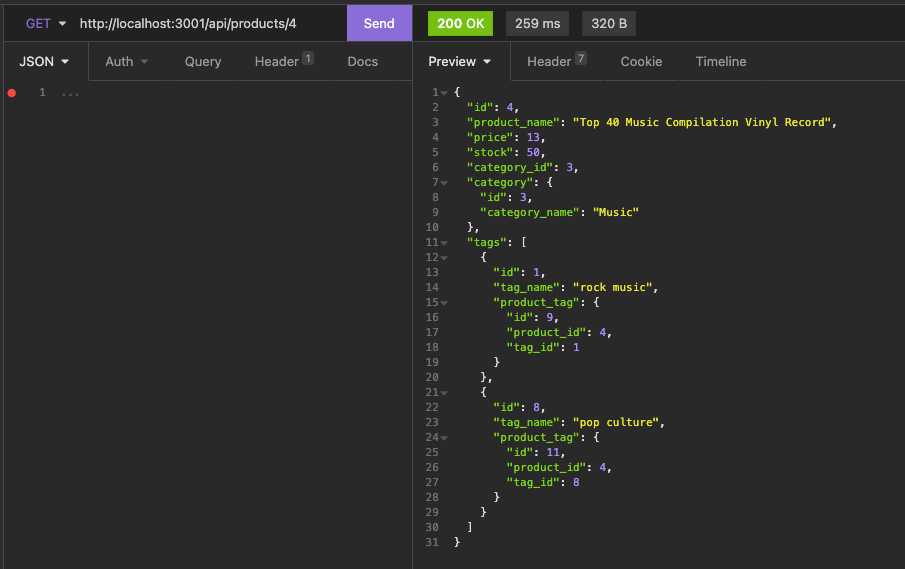 GET http://localhost:3001/api/products/4 Send 200 OK 259 ms 320 B
JSON Auth Query Header 1 Docs Preview Header 7 Cookie Timeline
1 ...
1 {
2 "id": 4,
3 "product_name": "Top 40 Music Compilation Vinyl Record",
4 "price": 13,
5 "stock": 50,
6 "category_id": 3,
7 "category": {
8 "id": 3,
9 "category_name": "Music"
10 },
11 "tags": [
12 {
13 "id": 1,
14 "tag_name": "rock music",
15 "product_tag": {
16 "id": 9,
17 "product_id": 4,
18 "tag_id": 1
19 }
20 },
21 {
22 "id": 8,
23 "tag_name": "pop culture",
24 "product_tag": {
25 "id": 11,
26 "product_id": 4,
27 "tag_id": 8
28 }
29 }
30 ]
31 }